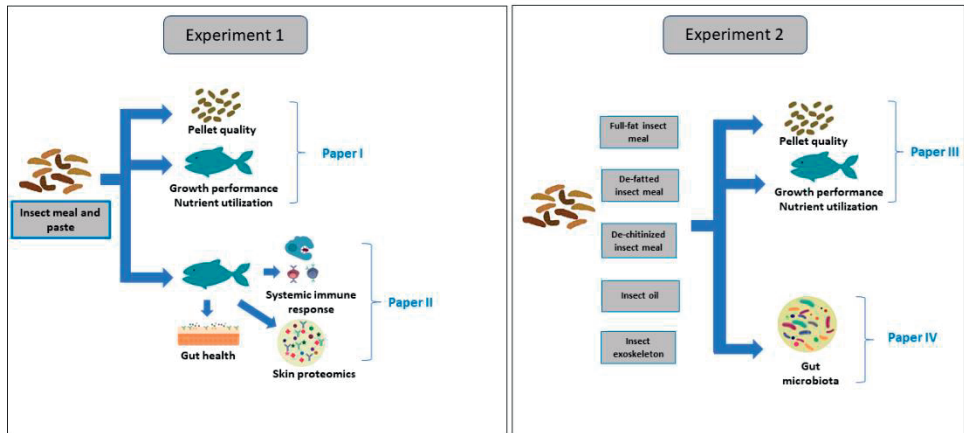 Experiment 1
Pellet quality
Growth performance
Nutrient utilization
Paper I
Insect meal and
paste
Systemic immune
response
Gut health
Skin proteomics
Paper II
Experiment 2
Full-fat insect
meal
De-fatted
insect meal
De-chitinized
insect meal
Insect oil
Insect
exoskeleton
Pellet quality
Growth performance
Nutrient utilization
Paper III
Gut
microbiota
Paper IV